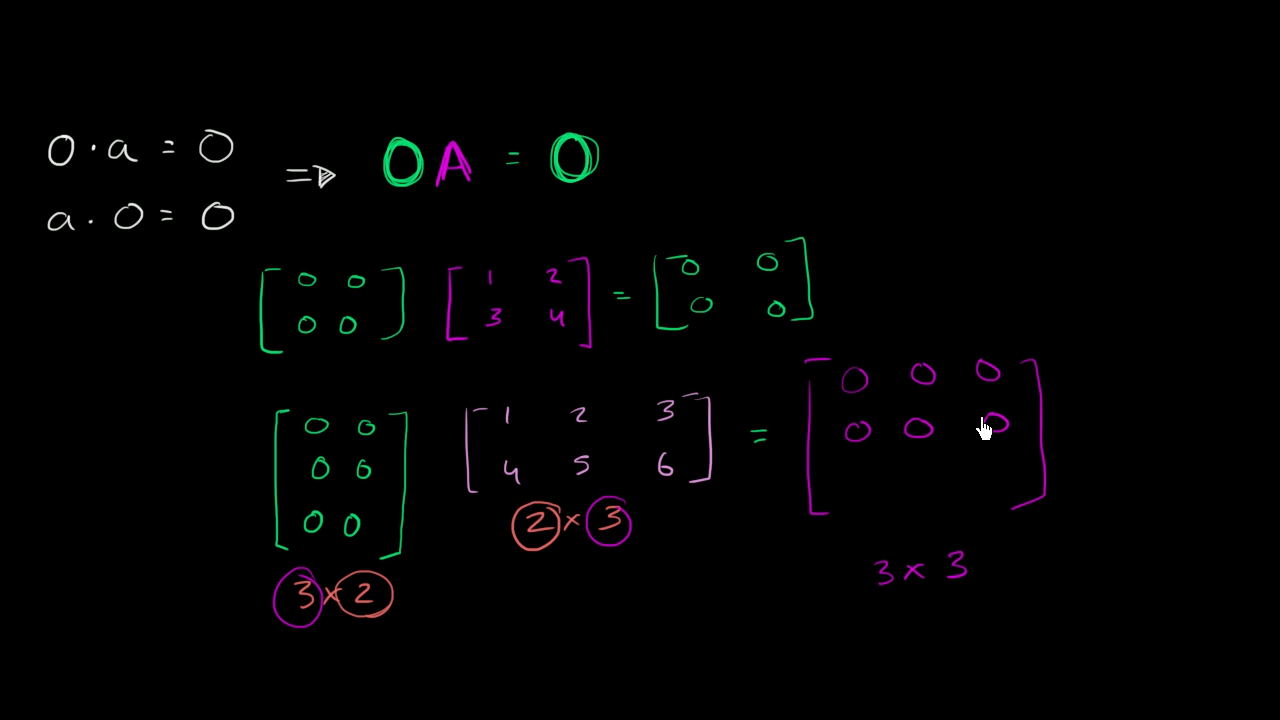 0 · a = 0
a · 0 = 0
=> 0 A = 0
[0 0 0 0] [1 2 3 4] = [0 0 0 0]
[0 0 0 0 0 0] [1 2 3 4 5 6] = [0 0 0 0 0 0]
3 x 2
2 x 3
3 x 3